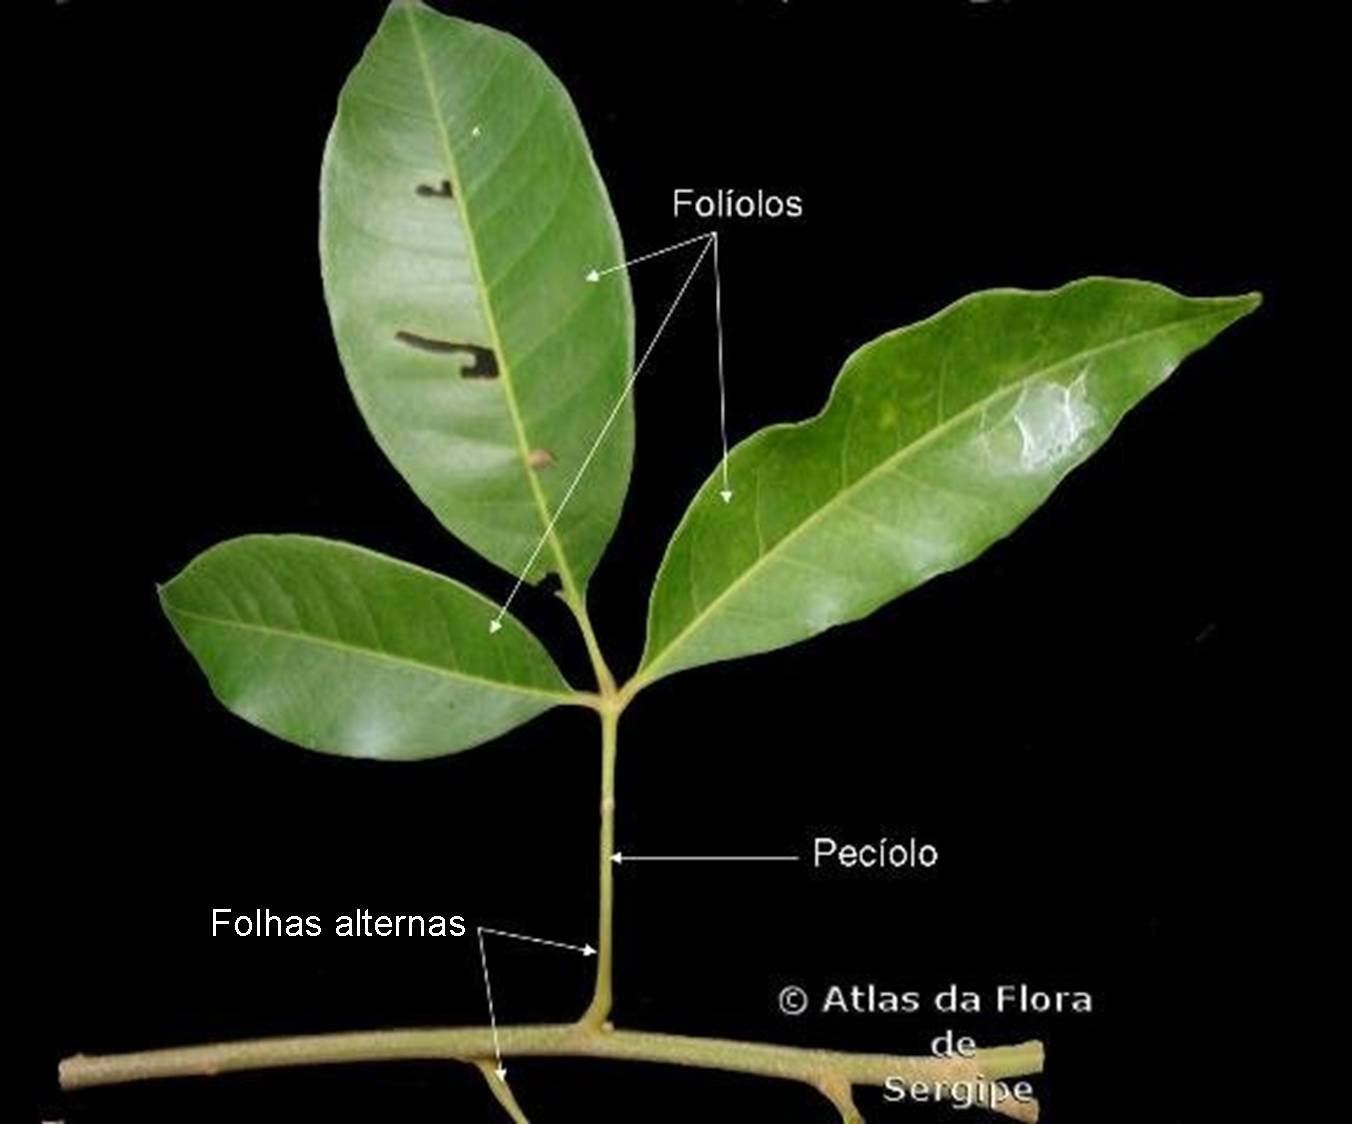 Folíolos
Pecíolo
Folhas alternas
© Atlas da Flora
de
Sergipe